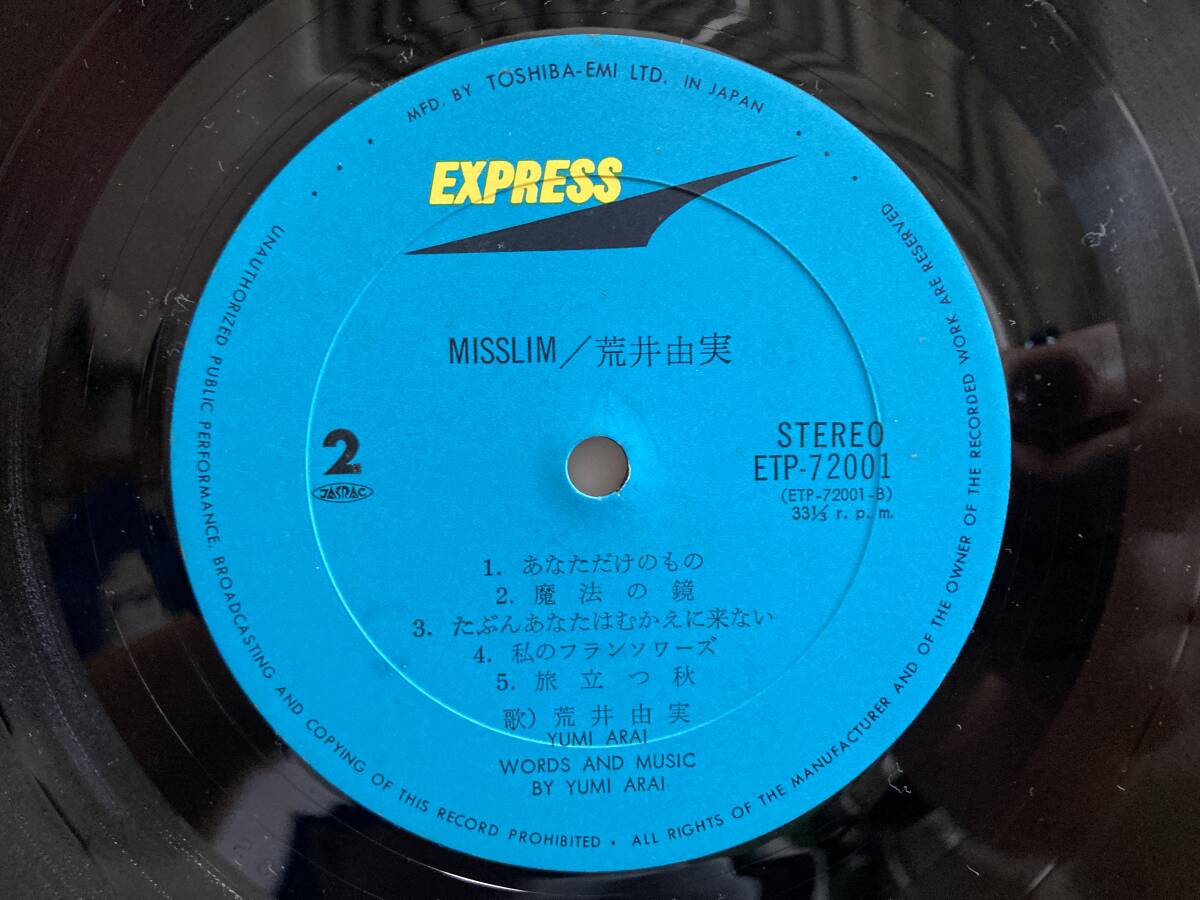 MFD. BY TOSHIBA-EMI LTD. IN JAPAN
EXPRESS
MISSLIM/荒井由実
2
JASRAC
STEREO
ETP-72001
(ETP-72001-B)
33⅓ r. p. m.
1. あなただけのもの
2. 魔法の鏡
3. たぶんあなたはむかえに来ない
4. 私のフランソワーズ
5. 旅立つ秋
歌) 荒井由実
YUMI ARAI
WORDS AND MUSIC
BY YUMI ARAI
UNAUTHORIZED PUBLIC PERFORMANCE, BROADCASTING AND COPYING OF THIS RECORD PROHIBITED • ALL RIGHTS OF THE MANUFACTURER AND OF THE OWNER OF THE RECORDED WORK ARE RESERVED